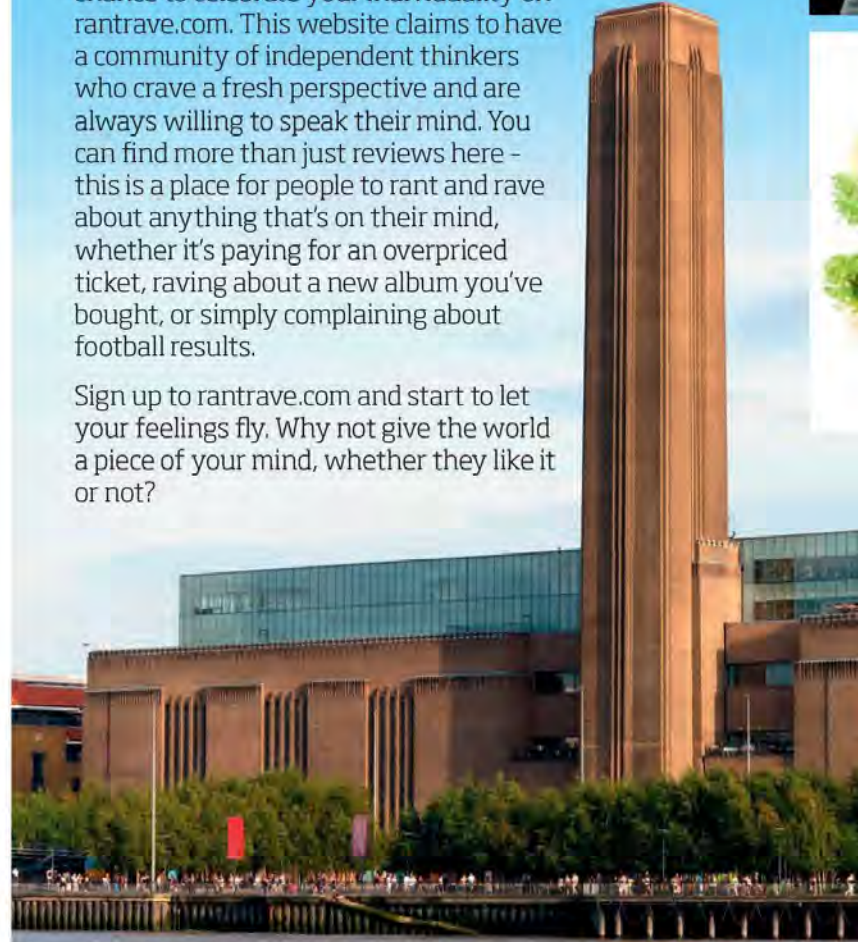 rantrave.com. This website claims to have
a community of independent thinkers
who crave a fresh perspective and are
always willing to speak their mind. You
can find more than just reviews here –
this is a place for people to rant and rave
about anything that's on their mind,
whether it's paying for an overpriced
ticket, raving about a new album you've
bought, or simply complaining about
football results.
Sign up to rantrave.com and start to let
your feelings fly. Why not give the world
a piece of your mind, whether they like it
or not?